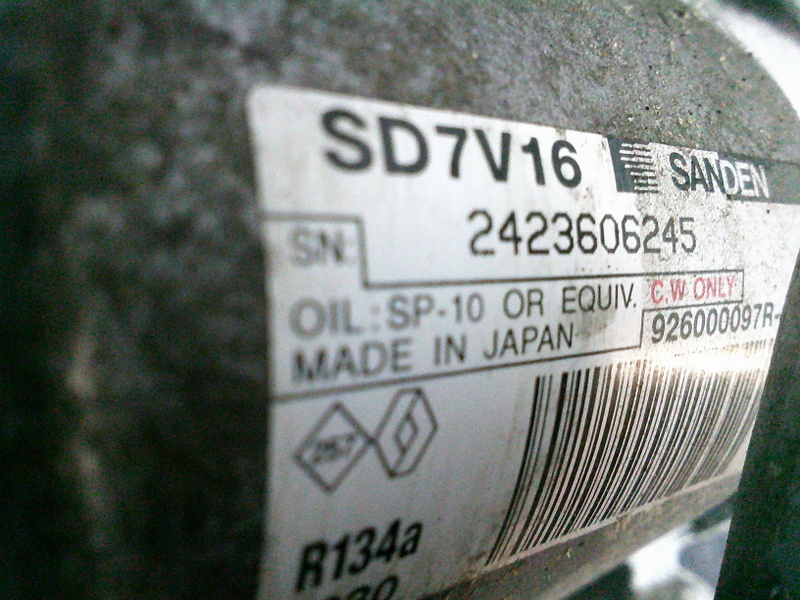 SD7V16 SANDEN
SN: 2423606245
OIL: SP-10 OR EQUIV. C.W ONLY
MADE IN JAPAN 926000097R-
257
R134a